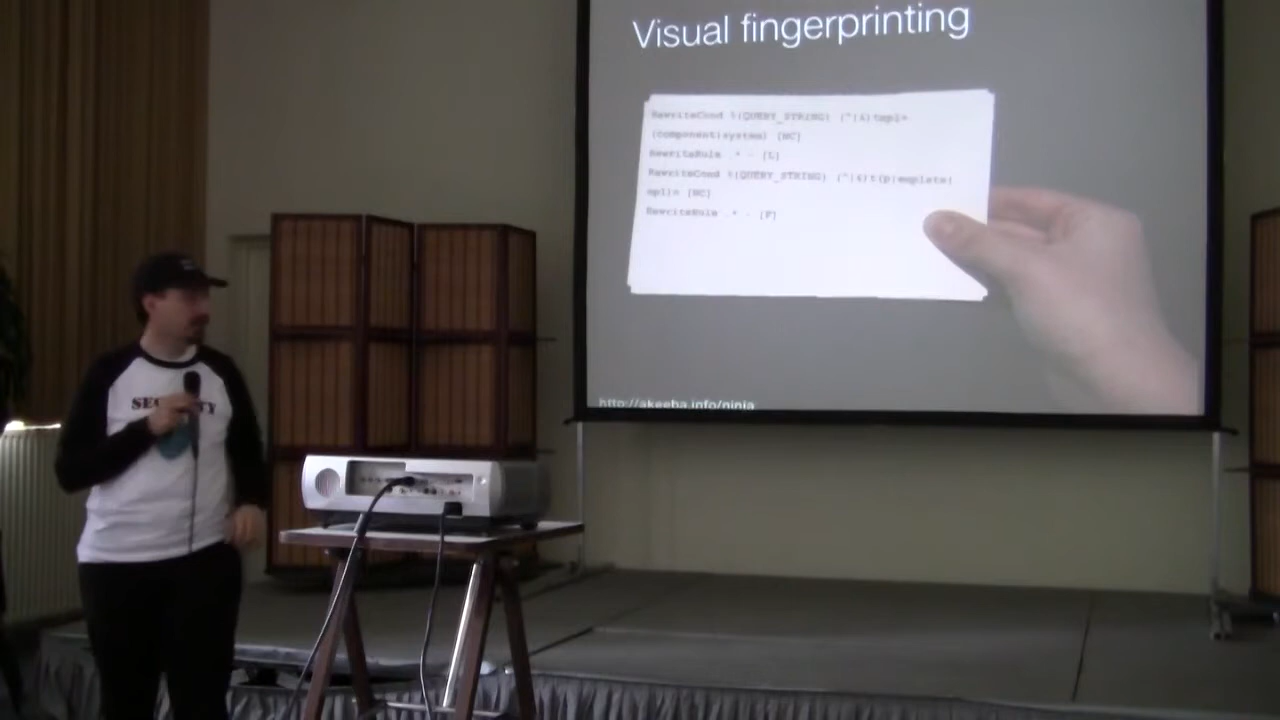 Visual fingerprinting
RewriteCond %{QUERY_STRING} (^|&)tmpl=
(component|system) [NC]
RewriteRule .* - [L]
RewriteCond %{QUERY_STRING} (^|&)t(p|emplate|
mpl)= [NC]
RewriteRule .* - [F]
http://akeeba.info/ninja